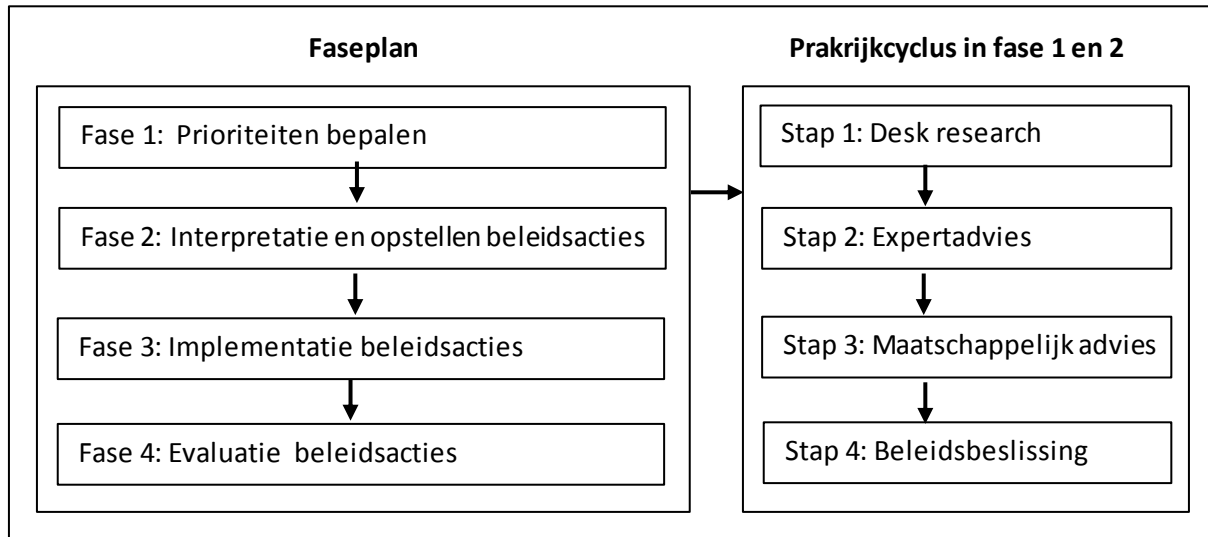 Faseplan
Fase 1: Prioriteiten bepalen
Fase 2: Interpretatie en opstellen beleidsacties
Fase 3: Implementatie beleidsacties
Fase 4: Evaluatie beleidsacties
Prakrijkcyclus in fase 1 en 2
Stap 1: Desk research
Stap 2: Expertadvies
Stap 3: Maatschappelijk advies
Stap 4: Beleidsbeslissing